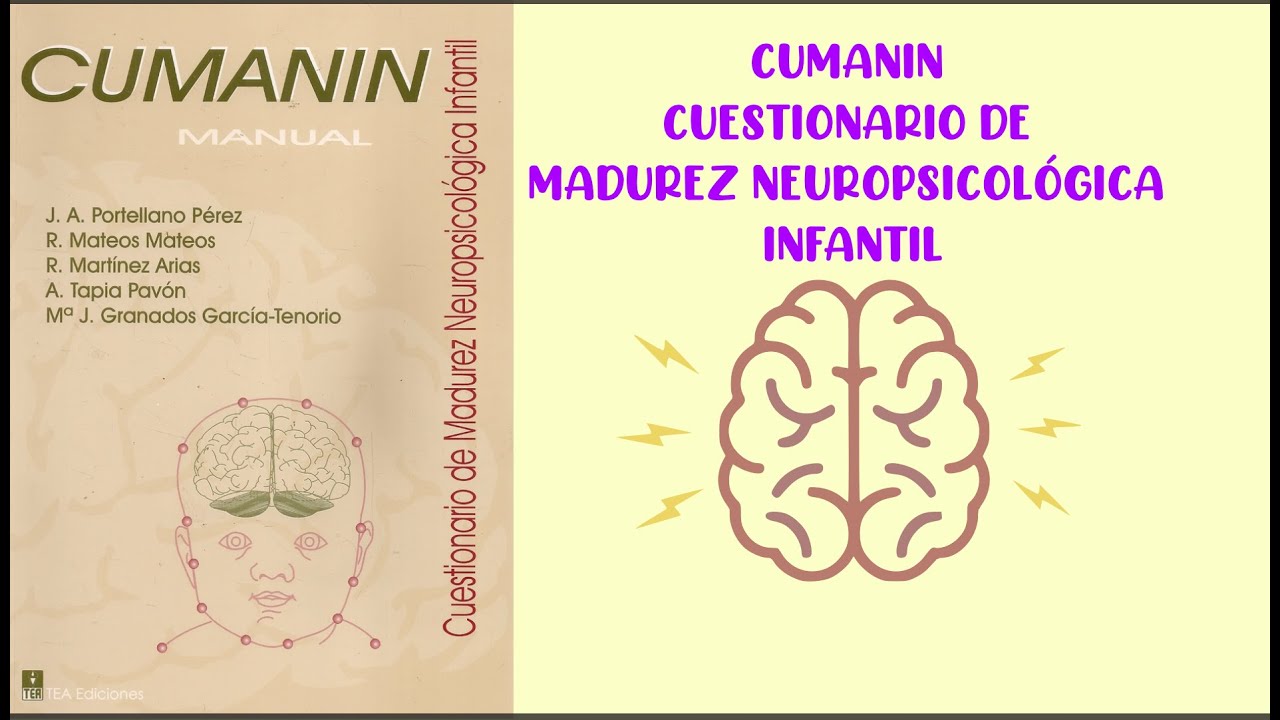 CUMANIN
MANUAL
J. A. Portellano Pérez
R. Mateos Mateos
R. Martínez Arias
A. Tapia Pavón
Mª J. Granados García-Tenorio
Cuestionario de Madurez Neuropsicológica Infantil
TEA
TEA Ediciones
CUMANIN
CUESTIONARIO DE
MADUREZ NEUROPSICOLÓGICA
INFANTIL